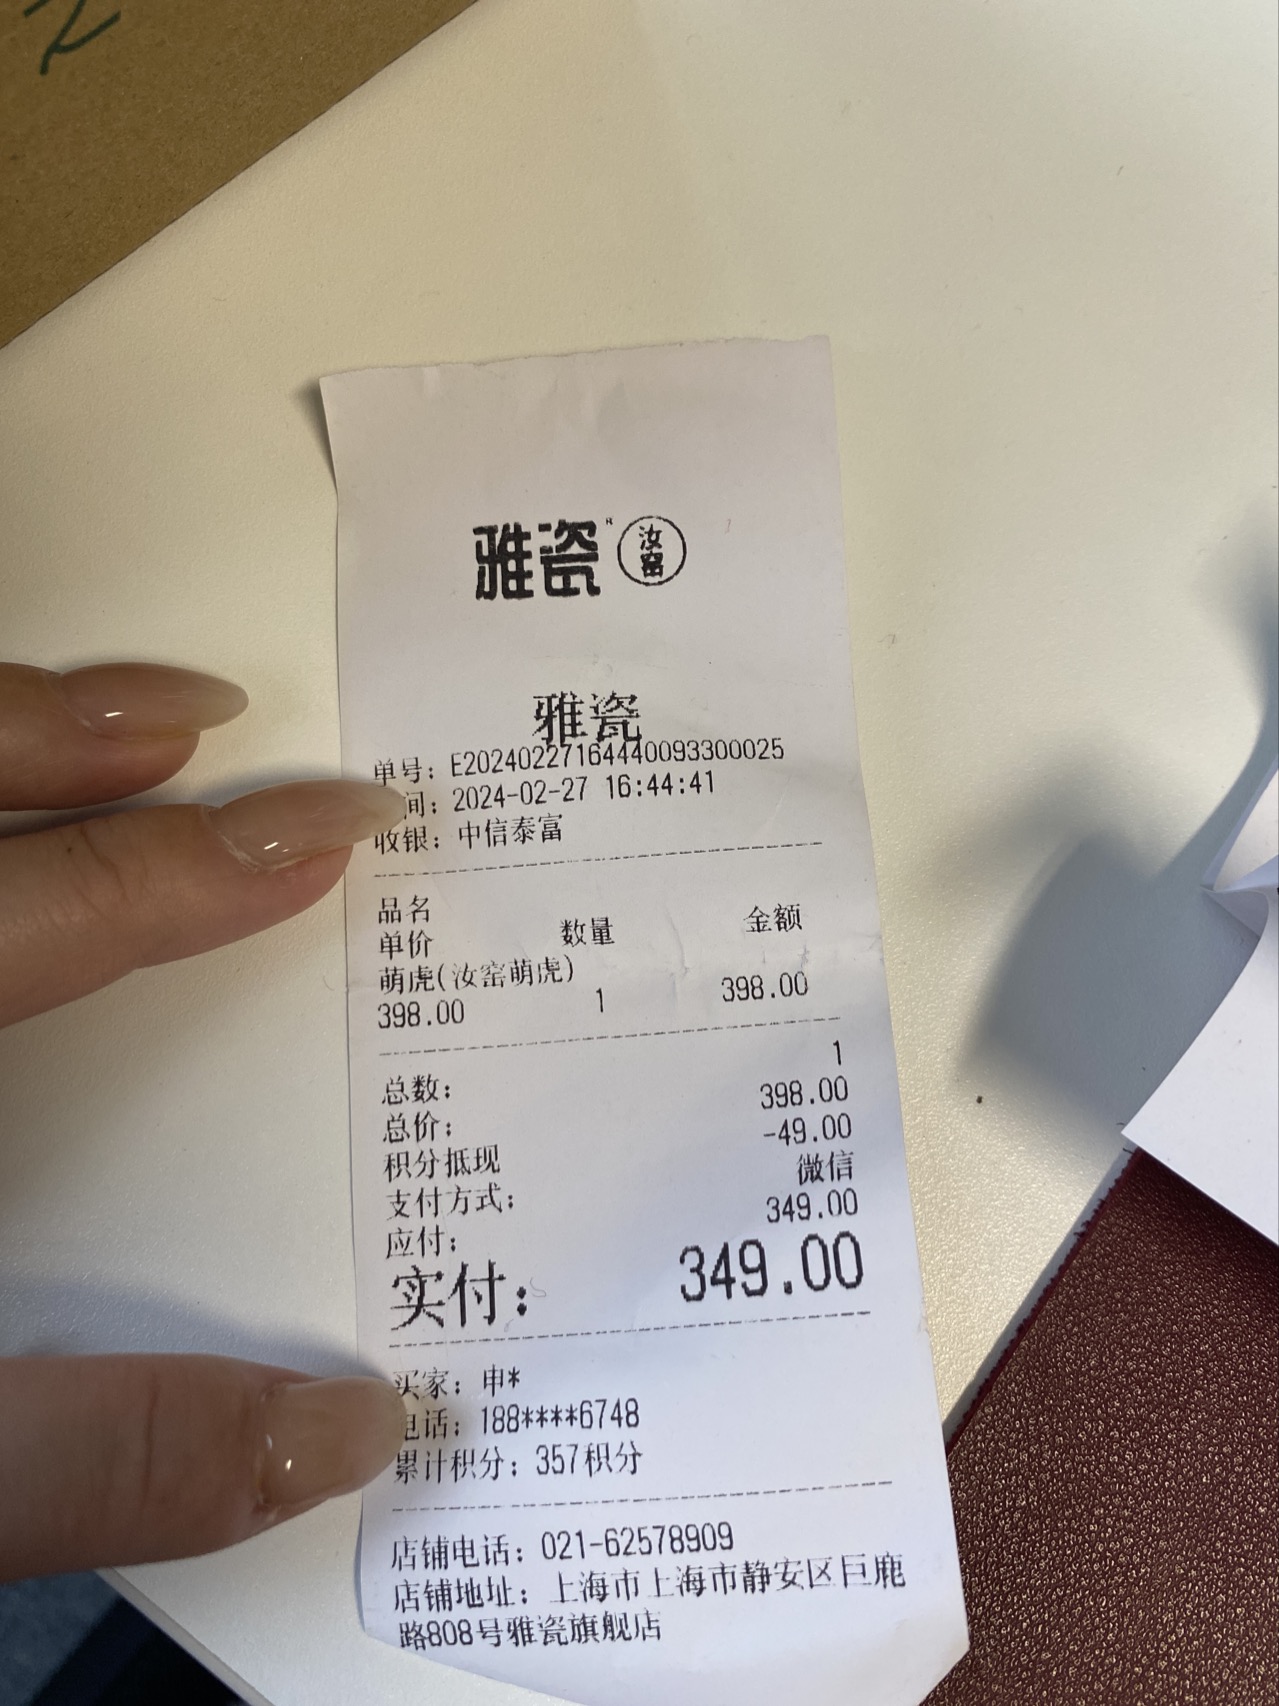 雅瓷 汝窑
雅瓷
单号：E20240227164440093300025
间：2024-02-27 16:44:41
收银：中信泰富
品名
单价 数量 金额
萌虎(汝窑萌虎)
398.00 1 398.00
总数： 1
总价： 398.00
积分抵现 -49.00
支付方式： 微信
应付： 349.00
实付： 349.00
买家：申*
电话：188****6748
累计积分：357积分
店铺电话：021-62578909
店铺地址：上海市上海市静安区巨鹿
路808号雅瓷旗舰店